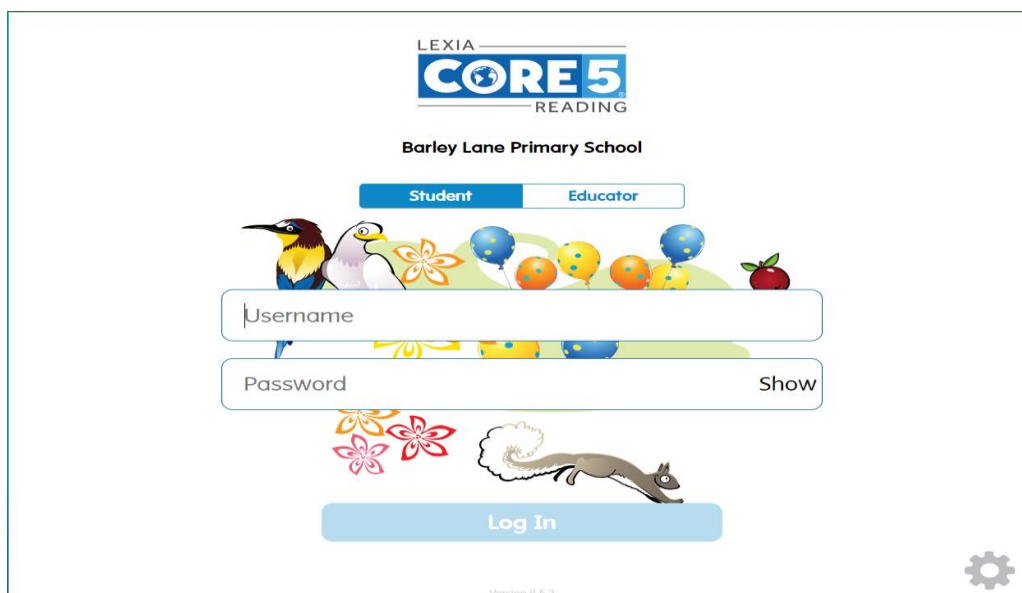 LEXIA
CORE5
READING
Barley Lane Primary School
Student Educator
Username
Password Show
Log In